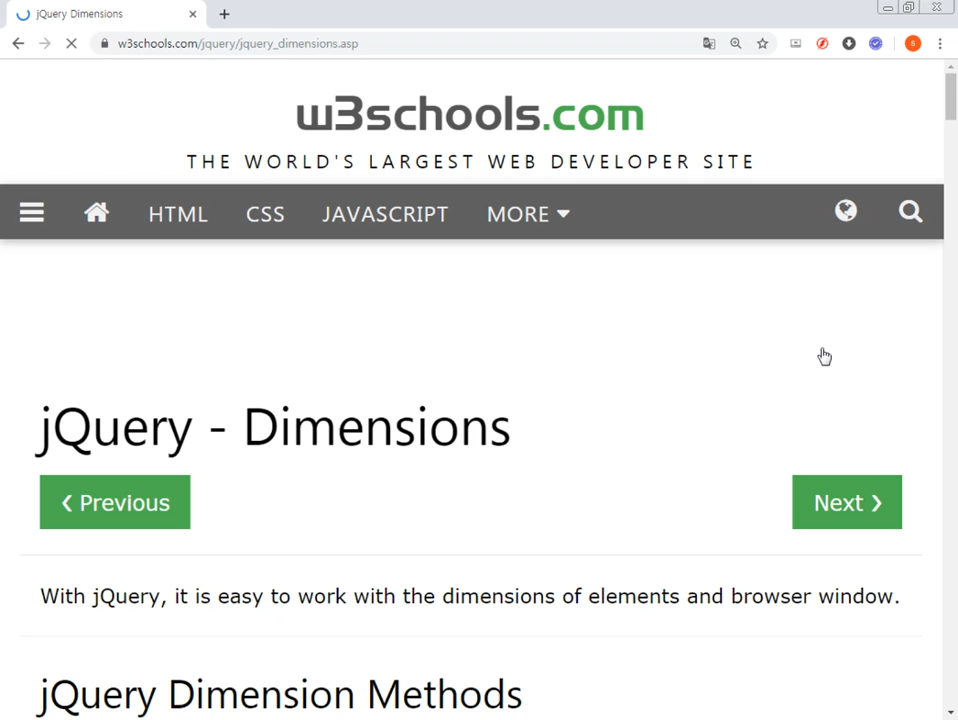 jQuery Dimensions
w3schools.com/jquery/jquery_dimensions.asp
s
w3schools.com
THE WORLD'S LARGEST WEB DEVELOPER SITE
HTML CSS JAVASCRIPT MORE
jQuery - Dimensions
❮ Previous Next ❯
With jQuery, it is easy to work with the dimensions of elements and browser window.
jQuery Dimension Methods